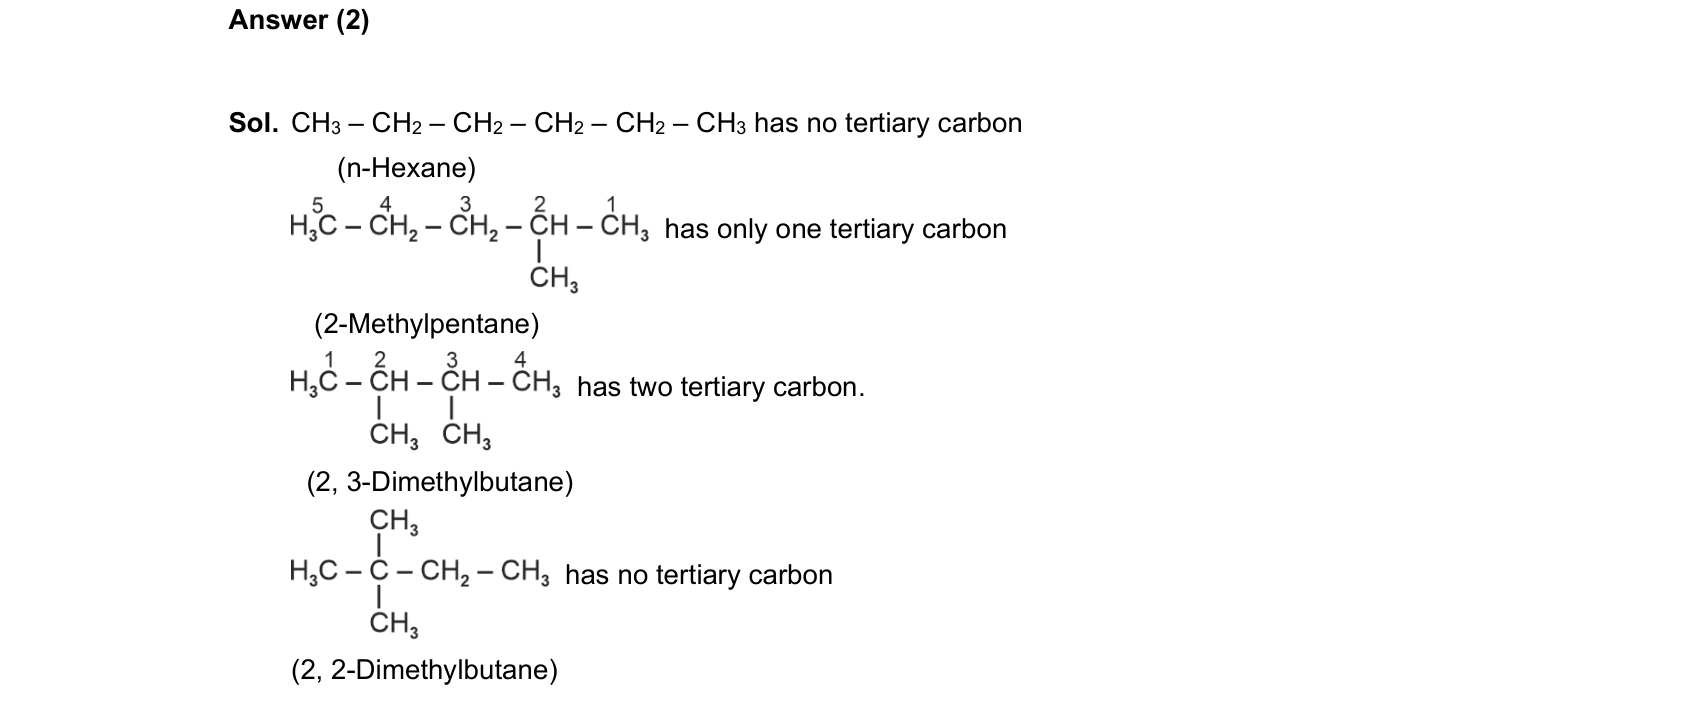 Answer (2)
Sol. CH3 – CH2 – CH2 – CH2 – CH2 – CH3 has no tertiary carbon
(n-Hexane)
5 4 3 2 1
H₃C – CH₂ – CH₂ – CH – CH₃ has only one tertiary carbon
|
CH₃
(2-Methylpentane)
1 2 3 4
H₃C – CH – CH – CH₃ has two tertiary carbon.
| |
CH₃ CH₃
(2, 3-Dimethylbutane)
CH₃
|
H₃C – C – CH₂ – CH₃ has no tertiary carbon
|
CH₃
(2, 2-Dimethylbutane)